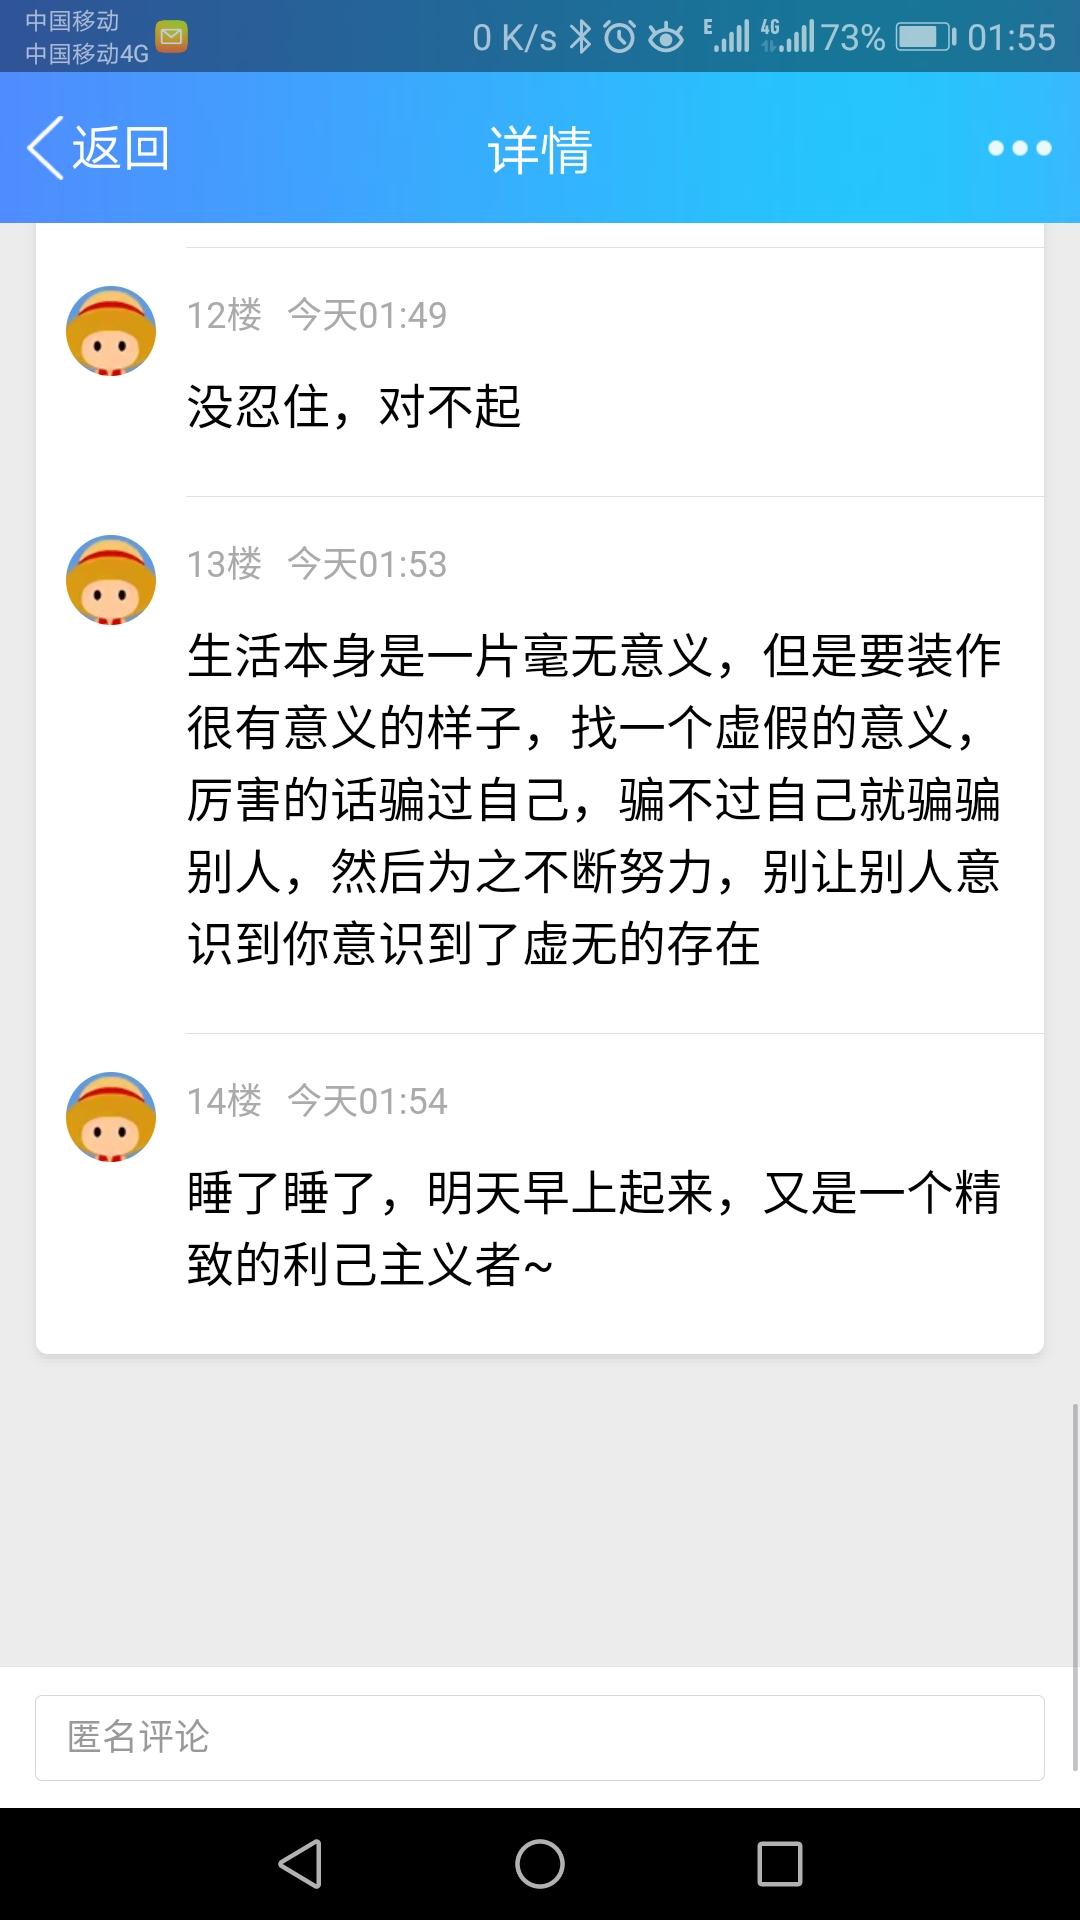 中国移动
中国移动4G
0 K/s
E
4G
73%
01:55
返回
详情
12楼 今天01:49
没忍住，对不起
13楼 今天01:53
生活本身是一片毫无意义，但是要装作
很有意义的样子，找一个虚假的意义，
厉害的话骗过自己，骗不过自己就骗骗
别人，然后为之不断努力，别让别人意
识到你意识到了虚无的存在
14楼 今天01:54
睡了睡了，明天早上起来，又是一个精
致的利己主义者~
匿名评论